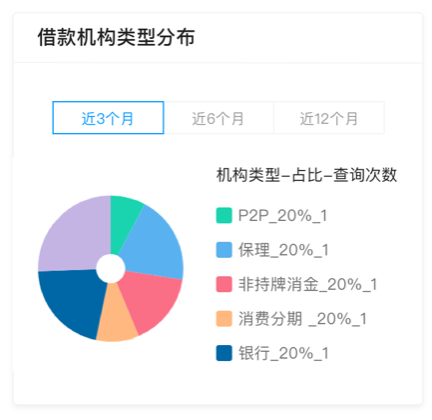 借款机构类型分布
近3个月 近6个月 近12个月
机构类型-占比-查询次数
P2P_20%_1
保理_20%_1
非持牌消金_20%_1
消费分期 _20%_1
银行_20%_1